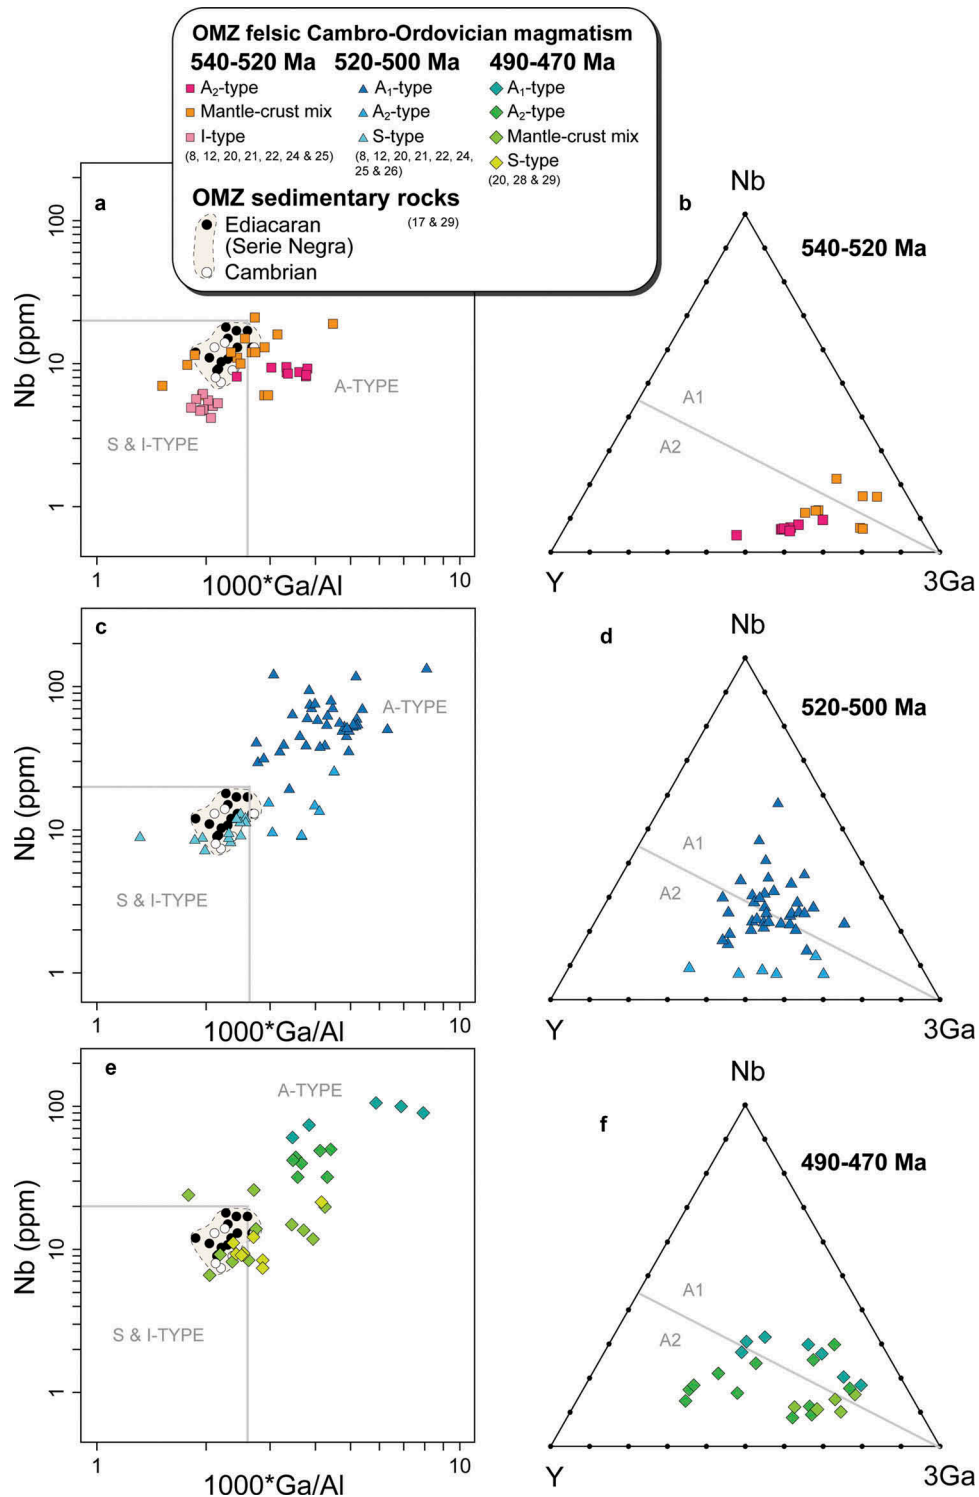 OMZ felsic Cambro-Ordovician magmatism
540-520 Ma 520-500 Ma 490-470 Ma
A2-type A1-type A1-type
Mantle-crust mix A2-type A2-type
I-type S-type Mantle-crust mix
(8, 12, 20, 21, 22, 24 & 25) (8, 12, 20, 21, 22, 24, S-type
25 & 26) (20, 28 & 29)
OMZ sedimentary rocks
Ediacaran (17 & 29)
(Serie Negra)
Cambrian
a
Nb (ppm)
100
10
1
A-TYPE
S & I-TYPE
1 1000*Ga/Al 10
b
Nb
540-520 Ma
A1
A2
Y 3Ga
c
Nb (ppm)
100
10
1
A-TYPE
S & I-TYPE
1 1000*Ga/Al 10
d
Nb
520-500 Ma
A1
A2
Y 3Ga
e
Nb (ppm)
100
10
1
A-TYPE
S & I-TYPE
1 10
1000*Ga/Al
f
Nb
490-470 Ma
A1
A2
Y 3Ga